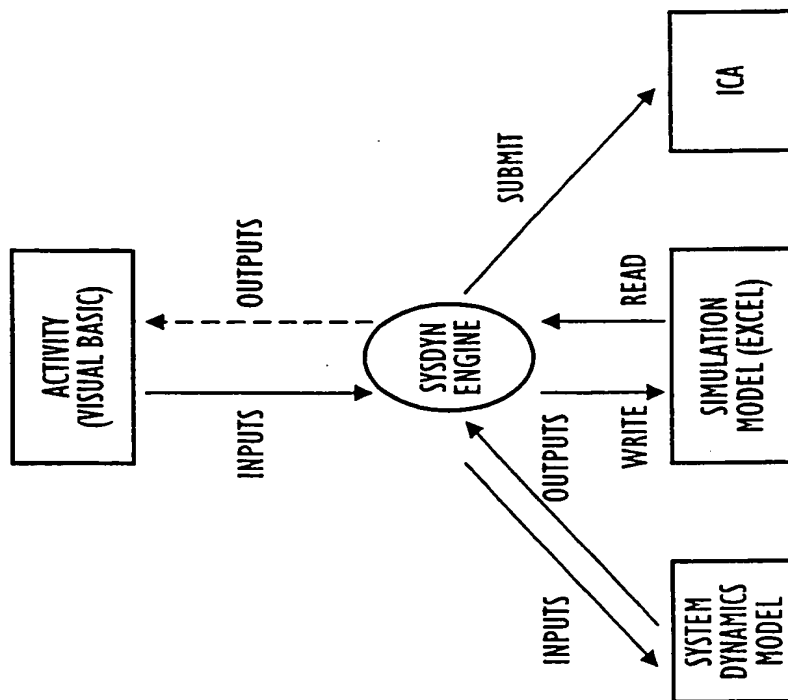 ACTIVITY
(VISUAL BASIC)
INPUTS
OUTPUTS
SYSDYN
ENGINE
SUBMIT
INPUTS
OUTPUTS
WRITE
READ
SYSTEM
DYNAMICS
MODEL
SIMULATION
MODEL (EXCEL)
ICA